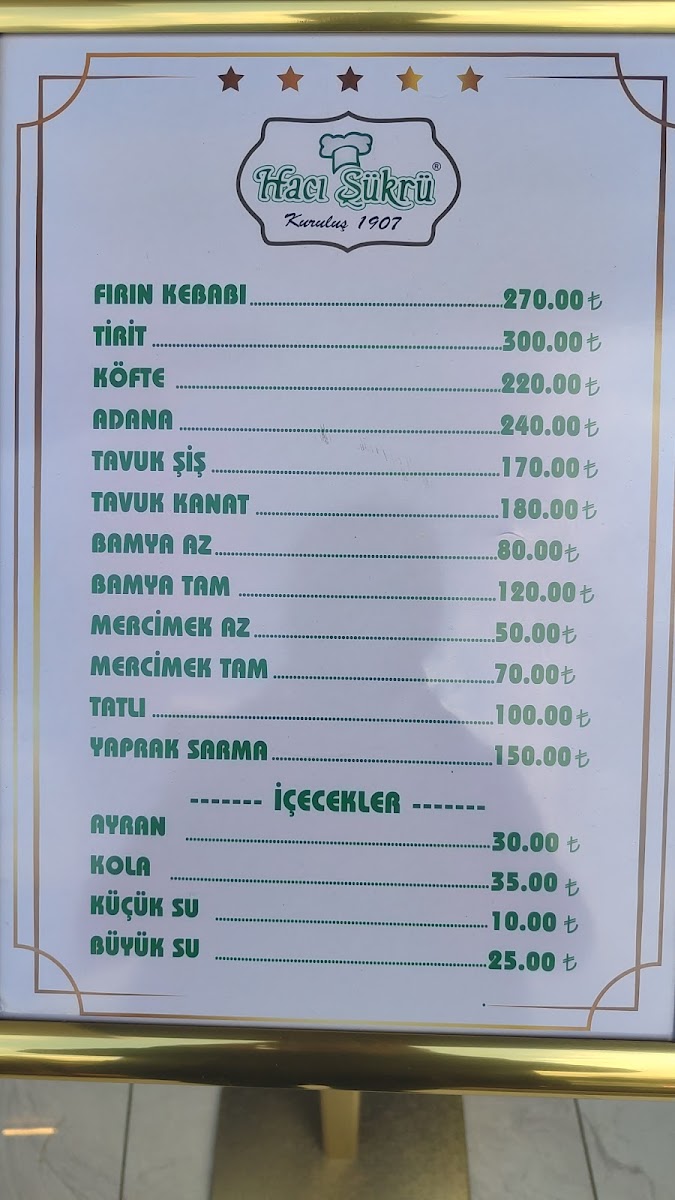 Hacı Şükrü ®
Kuruluş 1907
FIRIN KEBABI................270.00 ₺
TİRİT................300.00 ₺
KÖFTE................220.00 ₺
ADANA................240.00 ₺
TAVUK ŞİŞ................170.00 ₺
TAVUK KANAT................180.00 ₺
BAMYA AZ................80.00 ₺
BAMYA TAM................120.00 ₺
MERCİMEK AZ................50.00 ₺
MERCİMEK TAM................70.00 ₺
TATLI................100.00 ₺
YAPRAK SARMA................150.00 ₺
------- İÇECEKLER -------
AYRAN................30.00 ₺
KOLA................35.00 ₺
KÜÇÜK SU................10.00 ₺
BÜYÜK SU................25.00 ₺